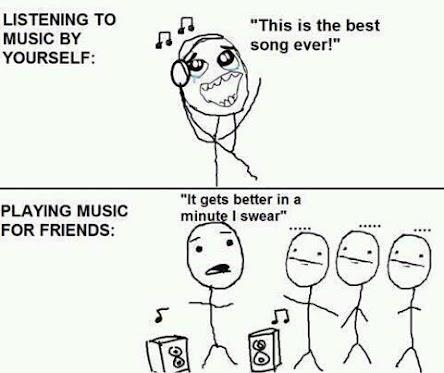 LISTENING TO
MUSIC BY
YOURSELF:
"This is the best
song ever!"
PLAYING MUSIC
FOR FRIENDS:
"It gets better in a
minute I swear"
.....
.....
....